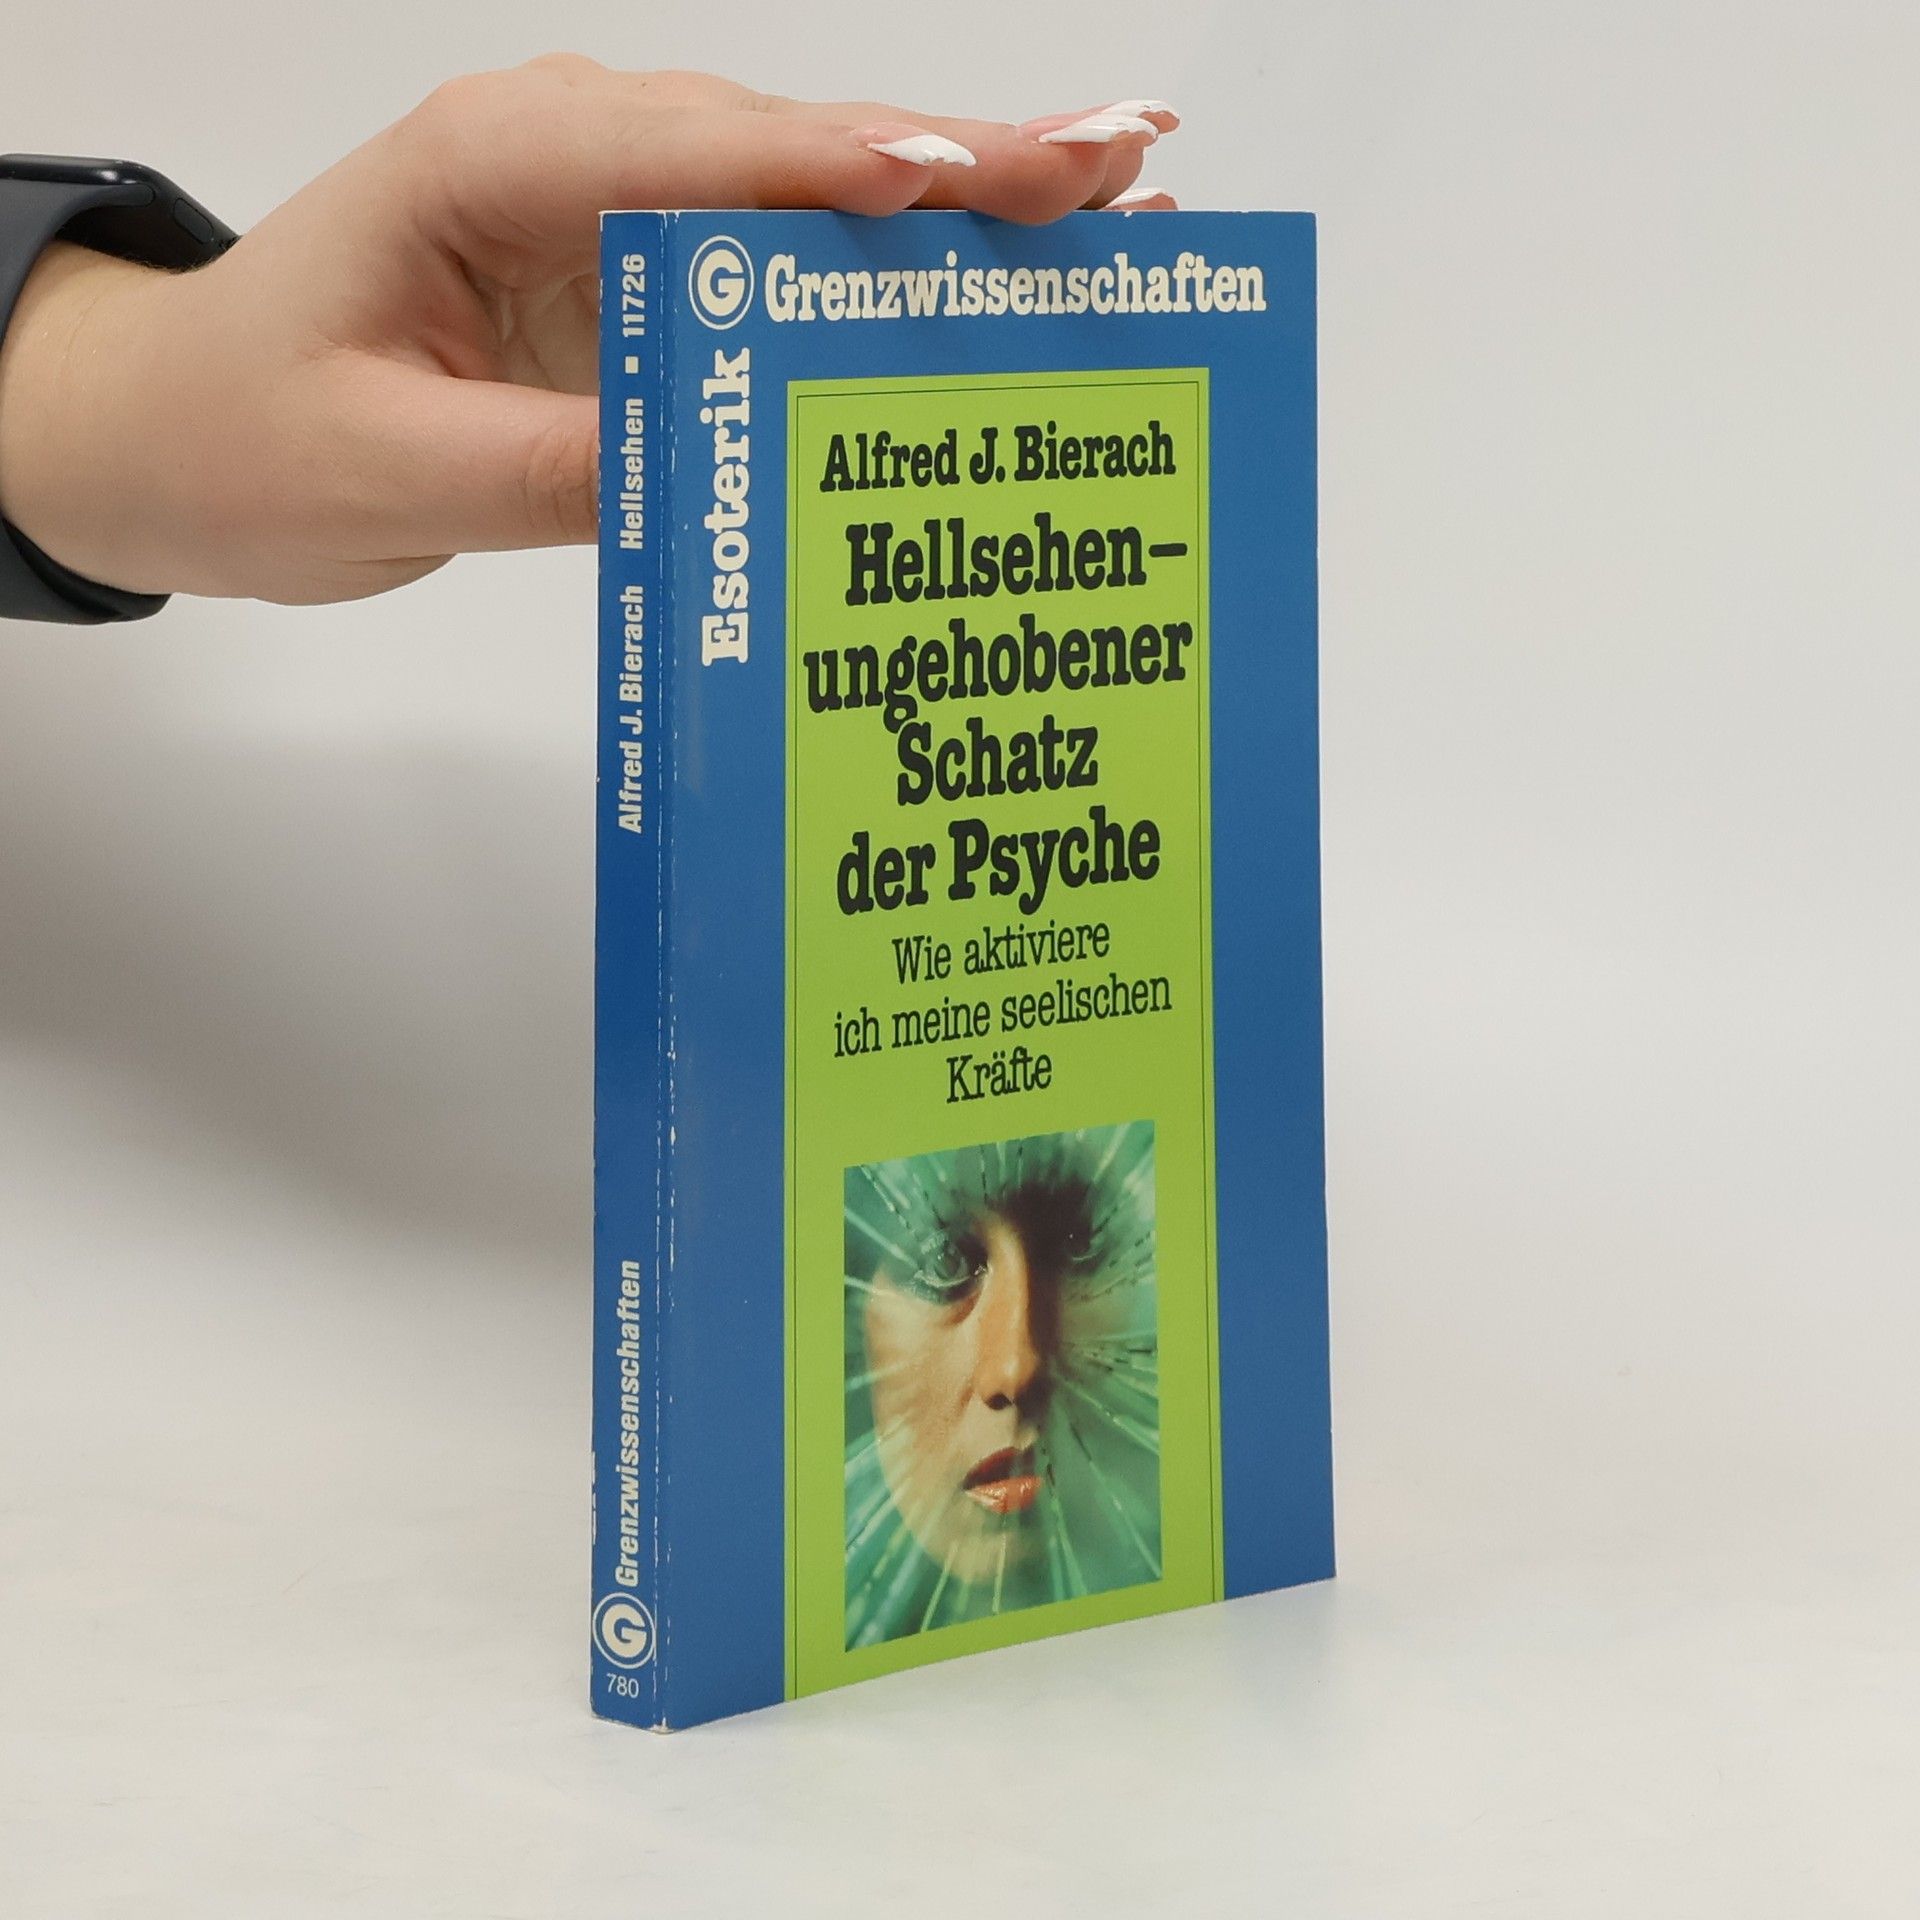 G Grenzwissenschaften
Esoterik
Alfred J. Bierach
Hellsehen–
ungehobener
Schatz
der Psyche
Wie aktiviere
ich meine seelischen
Kräfte
Alfred J. Bierach Hellsehen ■ 11726
Grenzwissenschaften
G
780